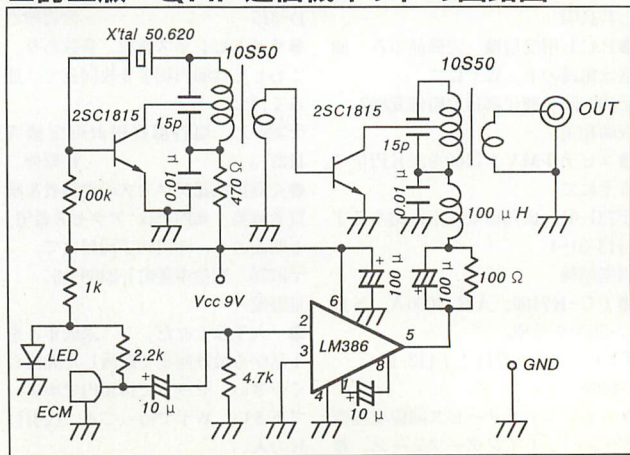 X'tal 50.620
10S50
10S50
2SC1815
2SC1815
OUT
15p
15p
0.01 μ
470 Ω
0.01 μ
100k
100 μ H
1k
Vcc 9V
100 μ
100 μ
100 Ω
6
2
3
LM386
5
8
1
4
LED
2.2k
4.7k
GND
ECM
10 μ
10 μ